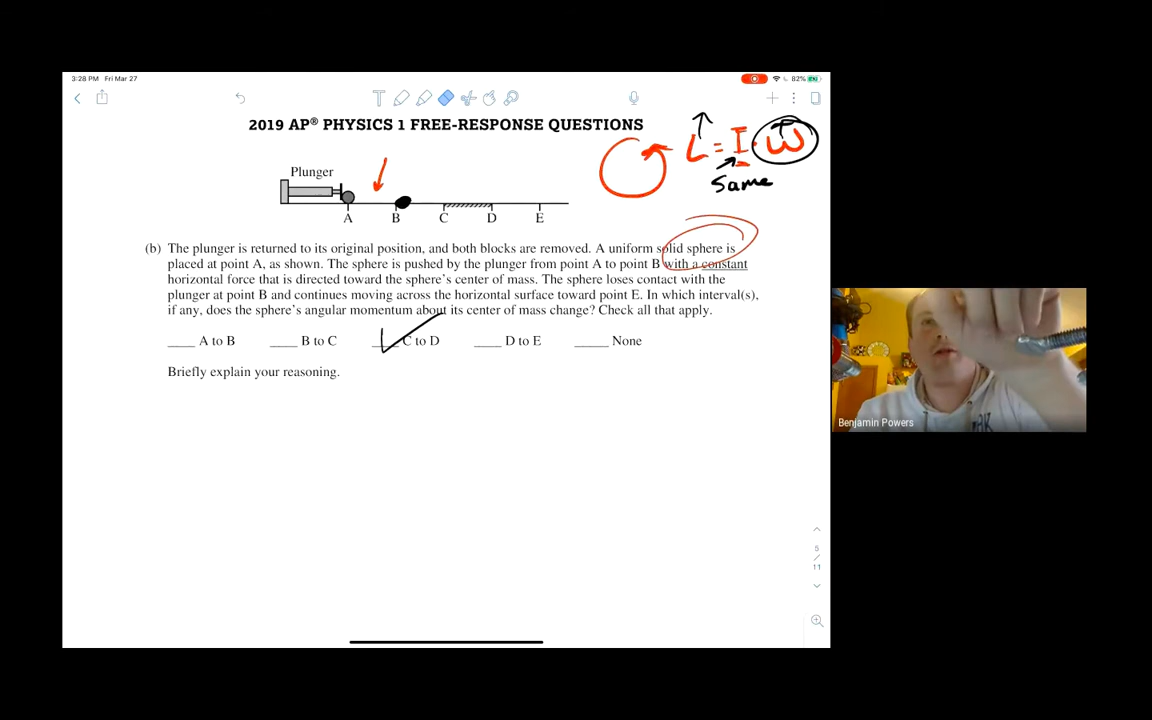 3:28 PM Fri Mar 27
82%
2019 AP® PHYSICS 1 FREE-RESPONSE QUESTIONS
L = I · ω
Same
Plunger
A B C D E
(b) The plunger is returned to its original position, and both blocks are removed. A uniform solid sphere is
placed at point A, as shown. The sphere is pushed by the plunger from point A to point B with a constant
horizontal force that is directed toward the sphere's center of mass. The sphere loses contact with the
plunger at point B and continues moving across the horizontal surface toward point E. In which interval(s),
if any, does the sphere's angular momentum about its center of mass change? Check all that apply.
____ A to B ____ B to C ____ C to D ____ D to E ____ None
Briefly explain your reasoning.
Benjamin Powers
5
/
11